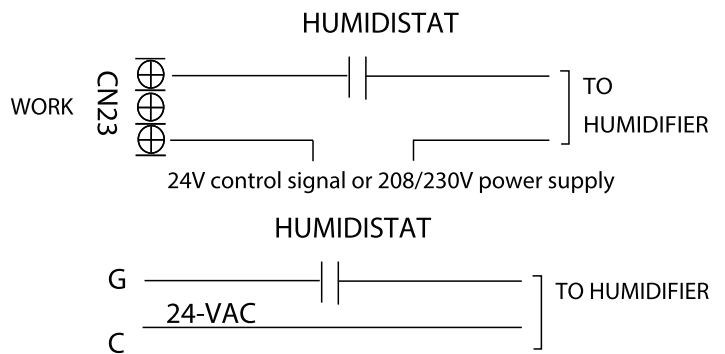 HUMIDISTAT
WORK
CN23
TO
HUMIDIFIER
24V control signal or 208/230V power supply
HUMIDISTAT
G
TO HUMIDIFIER
24-VAC
C